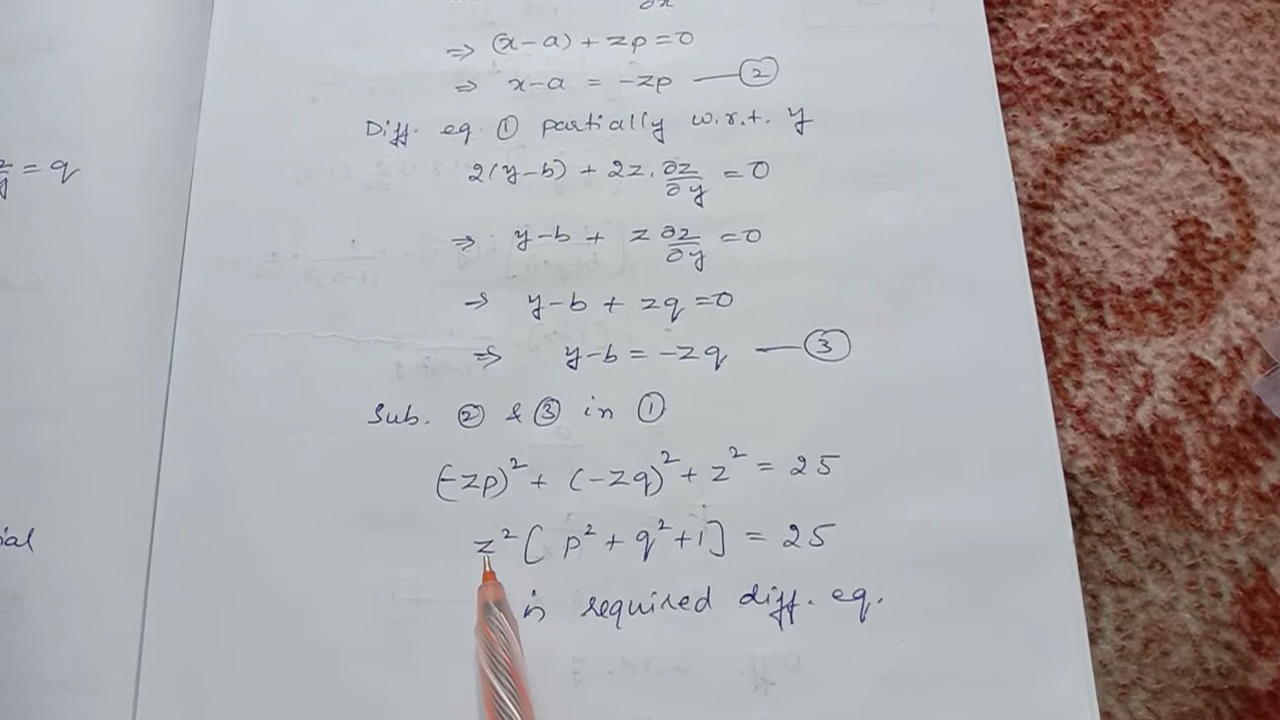 ∂x
⇒ (x-a) + zp = 0
⇒ x-a = -zp —— ②
Diff. eq. ① partially w.r.t. y
= q
2(y-b) + 2z. ∂z/∂y = 0
⇒ y-b + z ∂z/∂y = 0
⇒ y-b + zq = 0
⇒ y-b = -zq —— ③
Sub. ② & ③ in ①
(-zp)² + (-zq)² + z² = 25
z² [ p² + q² + 1] = 25
is required diff. eq.